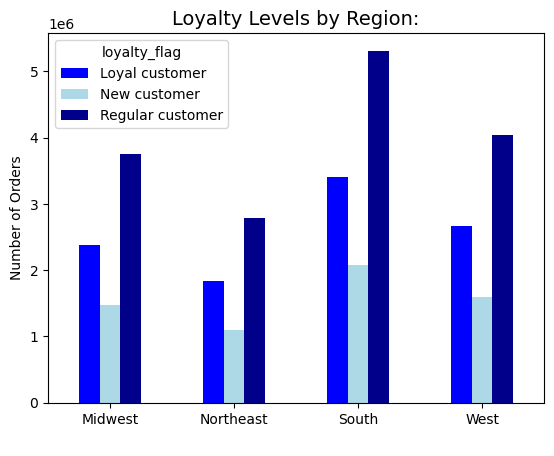 Loyalty Levels by Region:
1e6
loyalty_flag
Loyal customer
New customer
Regular customer
Number of Orders
5
4
3
2
1
0
Midwest Northeast South West